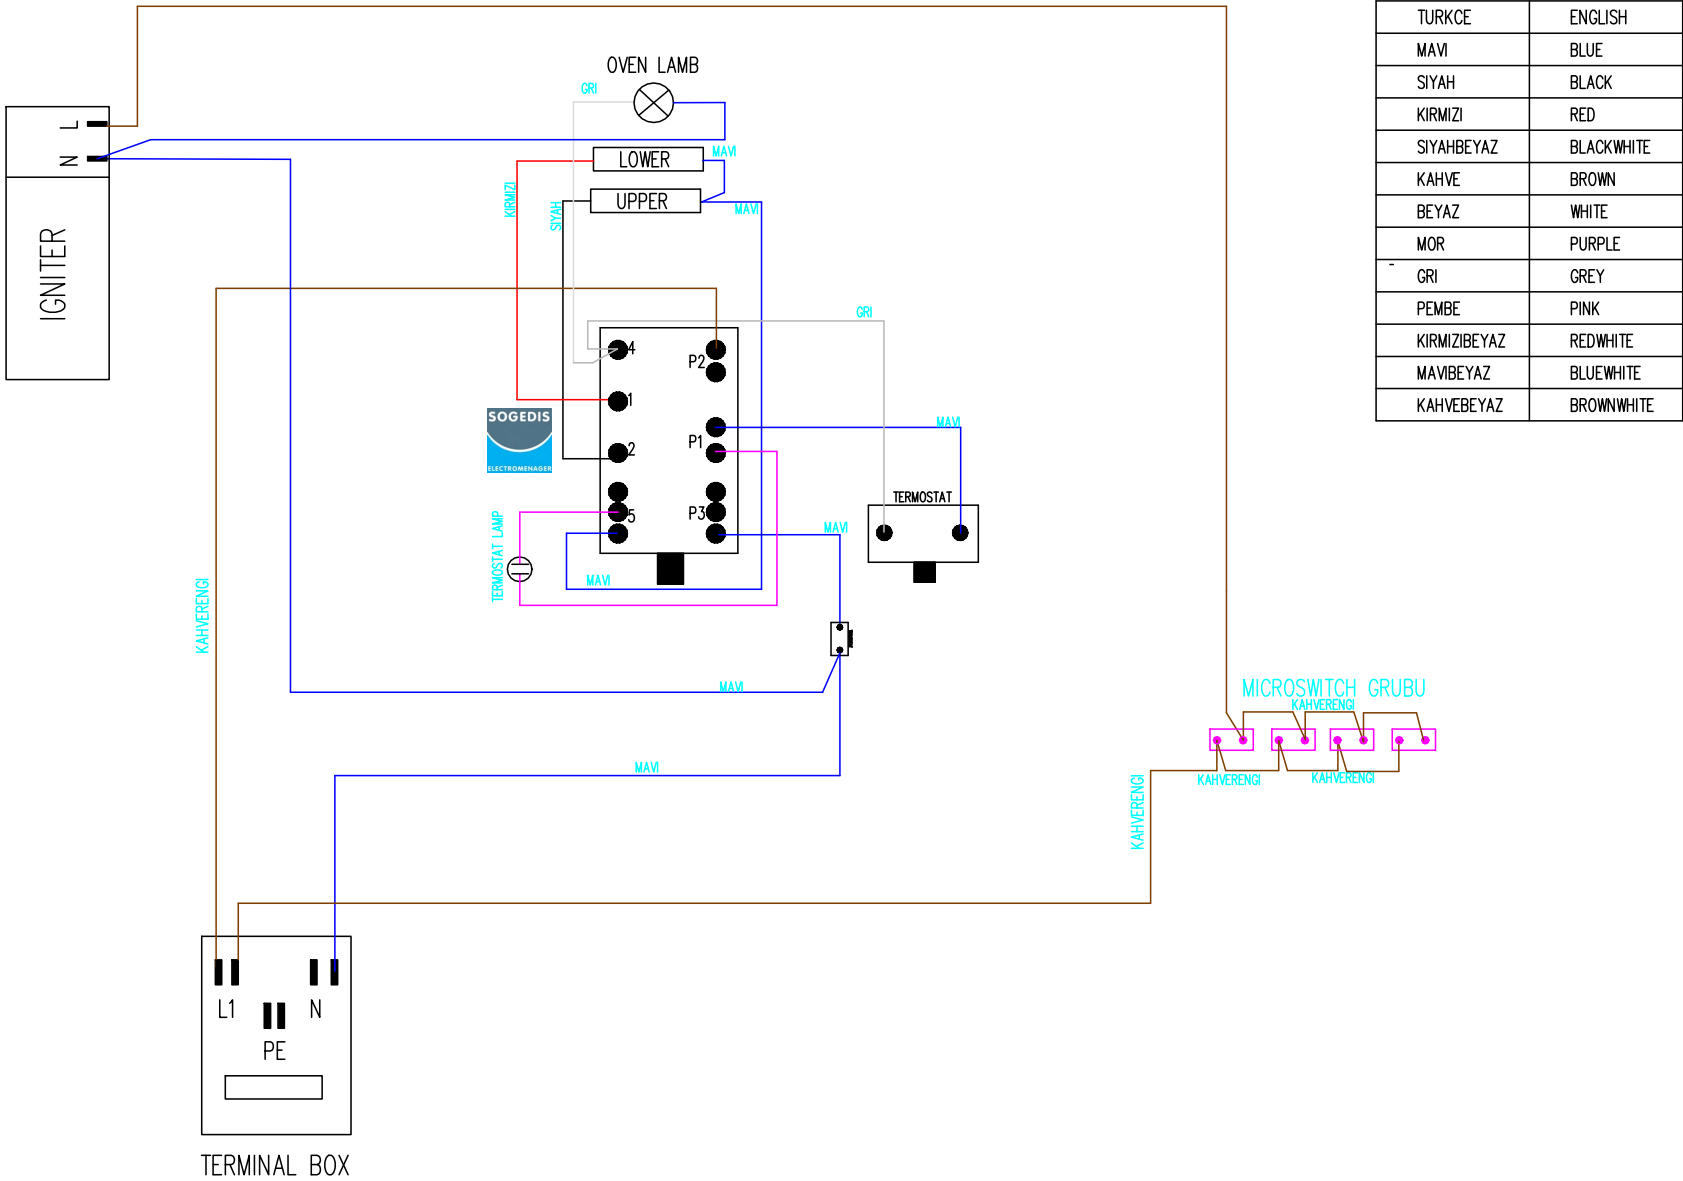 TURKCE ENGLISH
MAVI BLUE
SIYAH BLACK
KIRMIZI RED
SIYAHBEYAZ BLACKWHITE
KAHVE BROWN
BEYAZ WHITE
MOR PURPLE
GRI GREY
PEMBE PINK
KIRMIZIBEYAZ REDWHITE
MAVIBEYAZ BLUEWHITE
KAHVEBEYAZ BROWNWHITE
OVEN LAMB
GRI
L
N
IGNITER
LOWER
MAVI
UPPER
MAVI
KIRMIZI
SIYAH
GRI
4
P2
1
SOGEDIS
ELECTROMENAGER
2
P1
MAVI
5
P3
TERMOSTAT
MAVI
TERMOSTAT LAMP
MAVI
KAHVERENGI
MAVI
MICROSWITCH GRUBU
KAHVERENGI
KAHVERENGI
KAHVERENGI
MAVI
KAHVERENGI
L1
N
PE
TERMINAL BOX